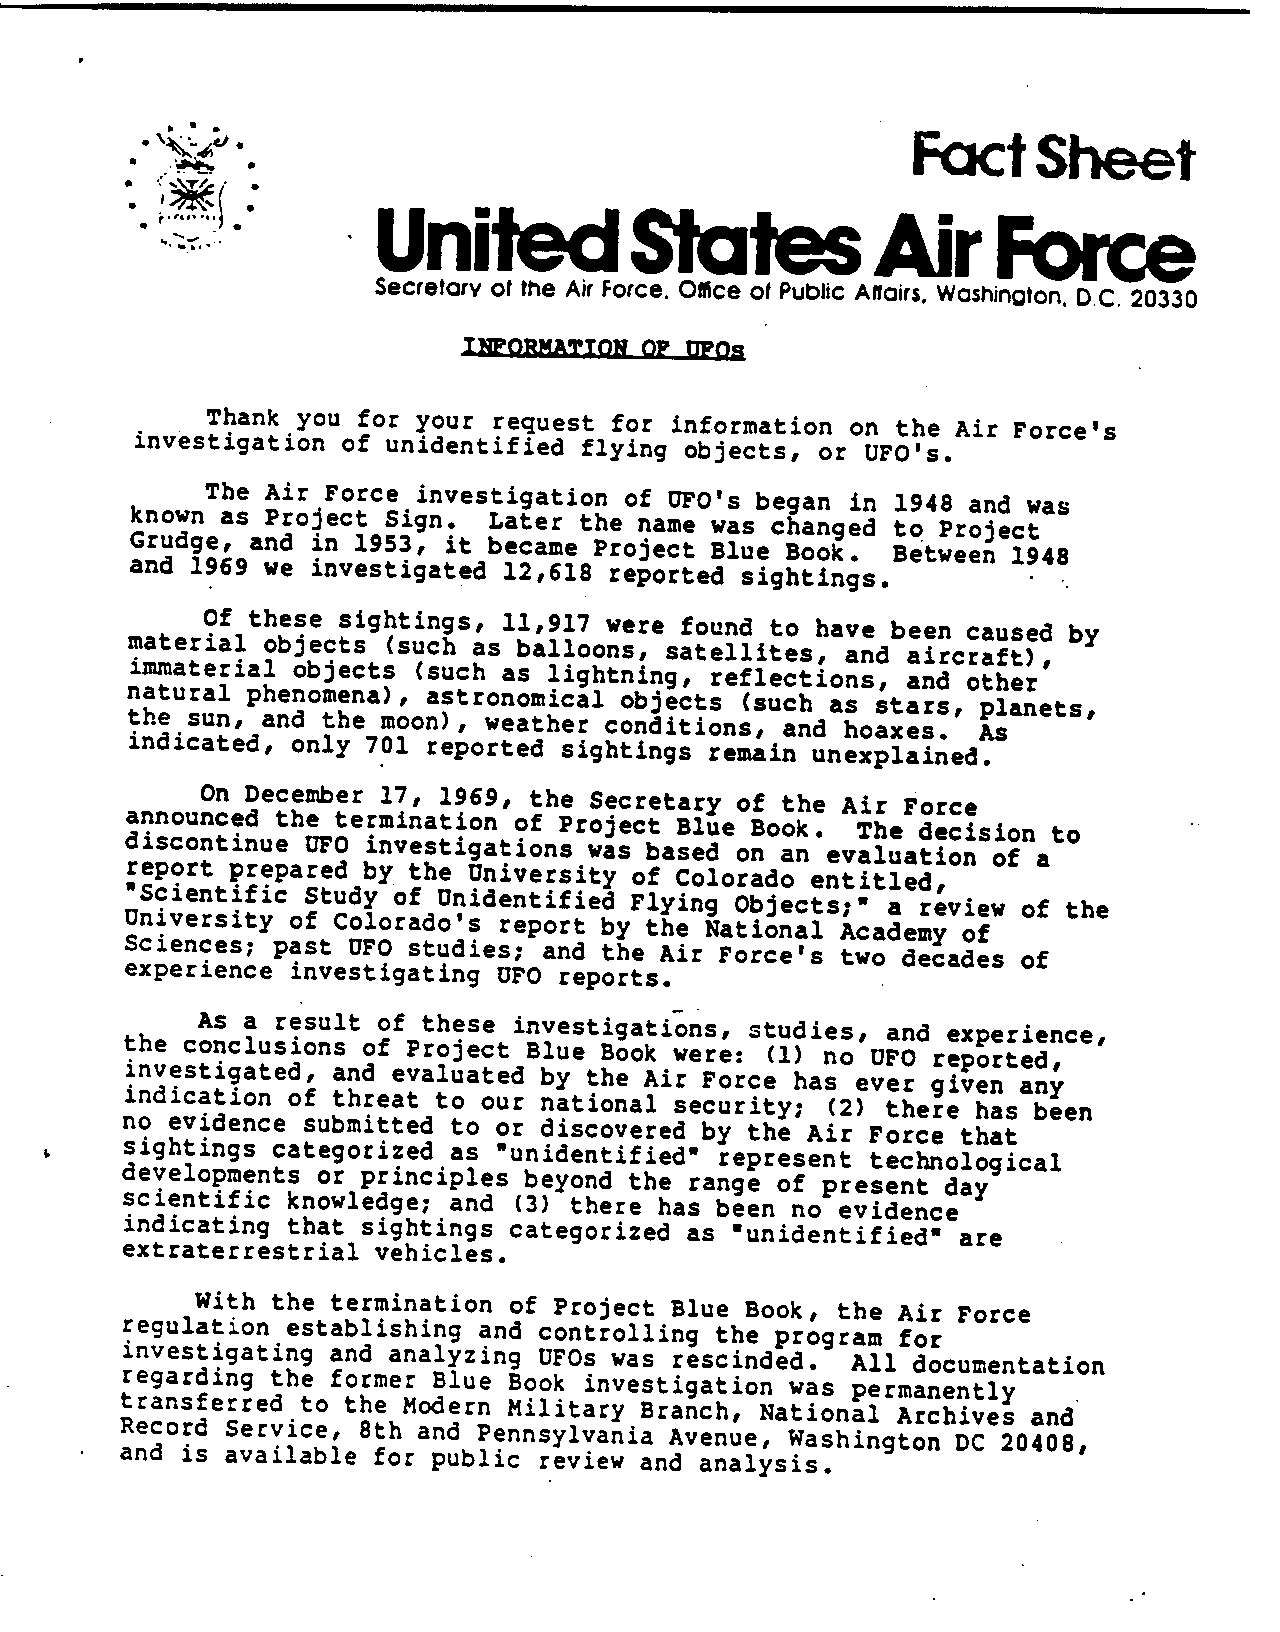 Fact Sheet
United States Air Force
Secretary of the Air Force, Office of Public Affairs, Washington, D.C. 20330
INFORMATION OF UFOs
Thank you for your request for information on the Air Force's
investigation of unidentified flying objects, or UFO's.
The Air Force investigation of UFO's began in 1948 and was
known as Project Sign. Later the name was changed to Project
Grudge, and in 1953, it became Project Blue Book. Between 1948
and 1969 we investigated 12,618 reported sightings.
Of these sightings, 11,917 were found to have been caused by
material objects (such as balloons, satellites, and aircraft),
immaterial objects (such as lightning, reflections, and other
natural phenomena), astronomical objects (such as stars, planets,
the sun, and the moon), weather conditions, and hoaxes. As
indicated, only 701 reported sightings remain unexplained.
On December 17, 1969, the Secretary of the Air Force
announced the termination of Project Blue Book. The decision to
discontinue UFO investigations was based on an evaluation of a
report prepared by the University of Colorado entitled,
"Scientific Study of Unidentified Flying Objects;" a review of the
University of Colorado's report by the National Academy of
Sciences; past UFO studies; and the Air Force's two decades of
experience investigating UFO reports.
As a result of these investigations, studies, and experience,
the conclusions of Project Blue Book were: (1) no UFO reported,
investigated, and evaluated by the Air Force has ever given any
indication of threat to our national security; (2) there has been
no evidence submitted to or discovered by the Air Force that
sightings categorized as "unidentified" represent technological
developments or principles beyond the range of present day
scientific knowledge; and (3) there has been no evidence
indicating that sightings categorized as "unidentified" are
extraterrestrial vehicles.
With the termination of Project Blue Book, the Air Force
regulation establishing and controlling the program for
investigating and analyzing UFOs was rescinded. All documentation
regarding the former Blue Book investigation was permanently
transferred to the Modern Military Branch, National Archives and
Record Service, 8th and Pennsylvania Avenue, Washington DC 20408,
and is available for public review and analysis.